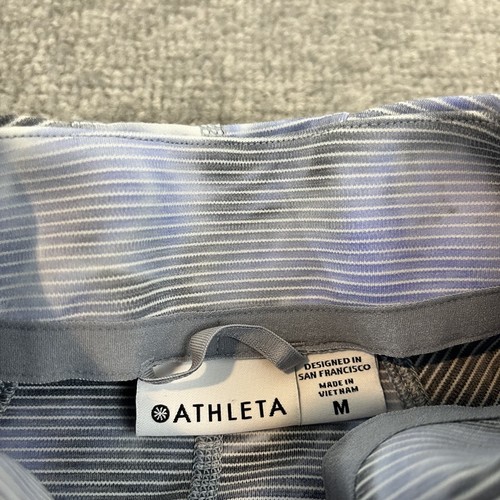 DESIGNED IN
SAN FRANCISCO
MADE IN
VIETNAM
ATHLETA M